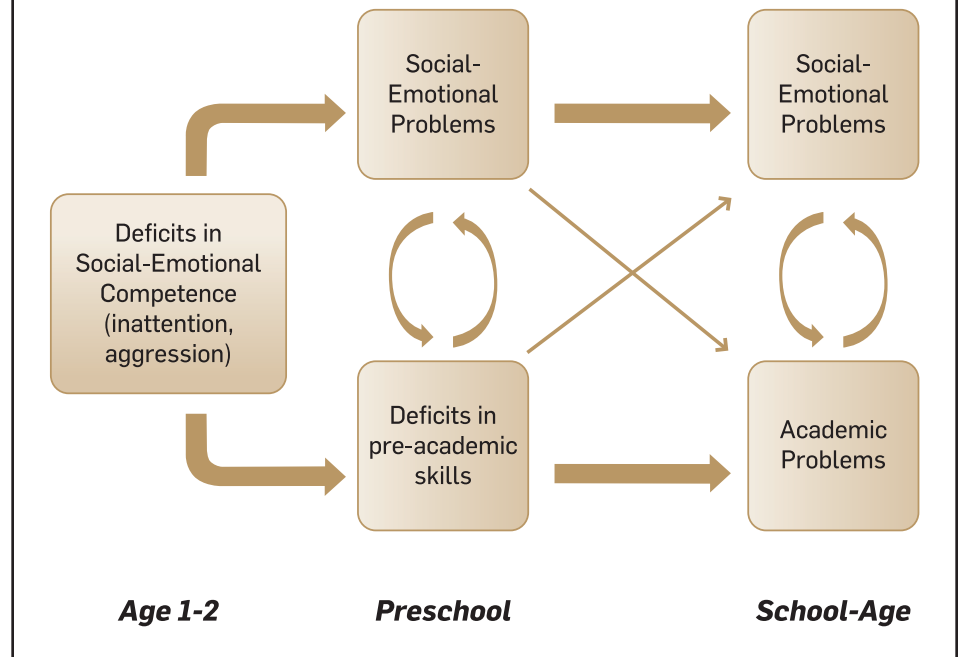 Social-
Emotional
Problems
Social-
Emotional
Problems
Deficits in
Social-Emotional
Competence
(inattention,
aggression)
Deficits in
pre-academic
skills
Academic
Problems
Age 1-2
Preschool
School-Age